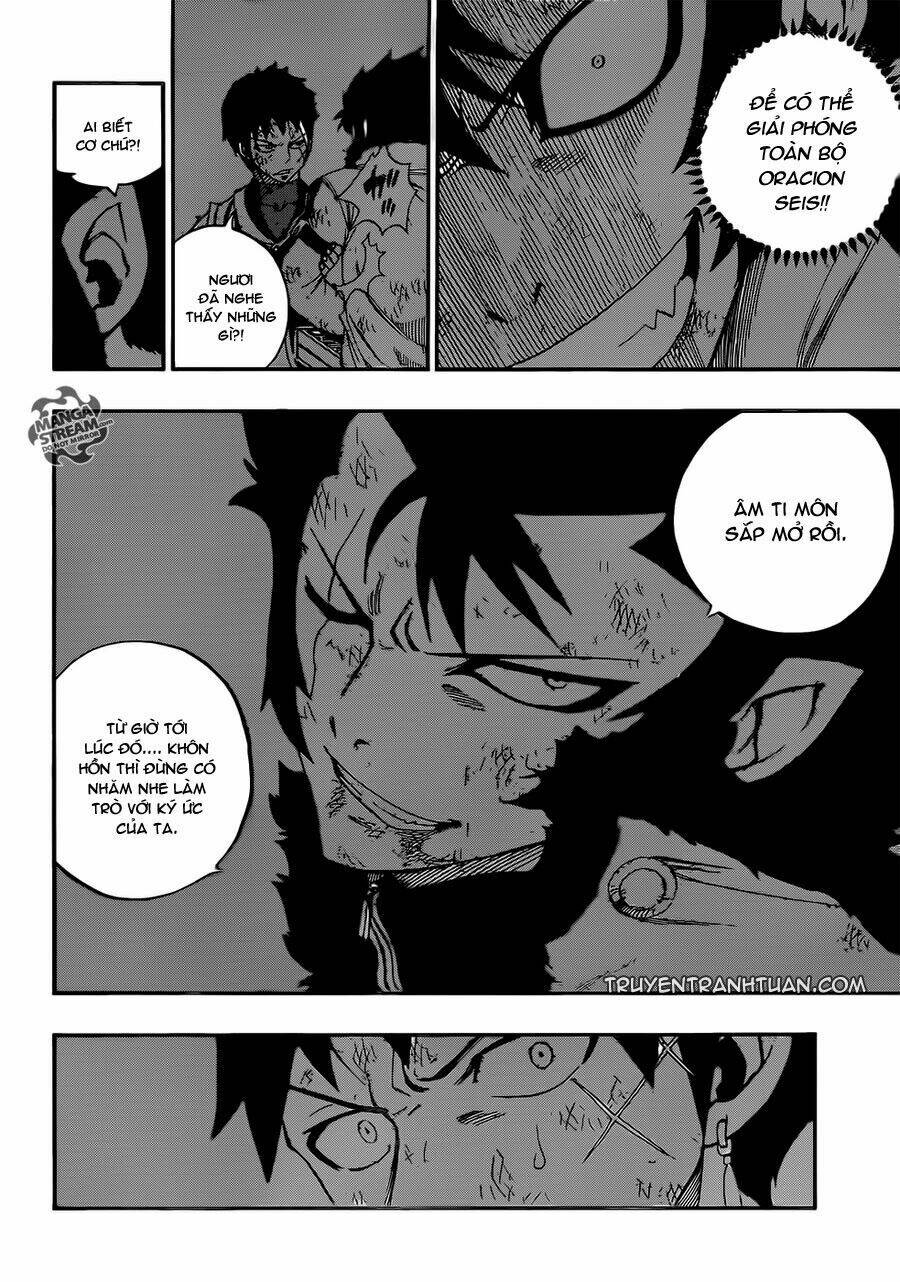 ĐỂ CÓ THỂ
GIẢI PHÓNG
TOÀN BỘ
ORACION
SEIS!!
NGƯƠI
ĐÃ NGHE
THẤY NHỮNG
GÌ?!
AI BIẾT
CƠ CHỨ?!
MANGA
STREAM.com
DO NOT MIRROR!
ÂM TI MÔN
SẮP MỞ RỒI.
TỪ GIỜ TỚI
LÚC ĐÓ.... KHÔN
HỒN THÌ ĐỪNG CÓ
NHĂM NHE LÀM
TRÒ VỚI KÝ ỨC
CỦA TA.
TRUYENTRANHTUAN.COM